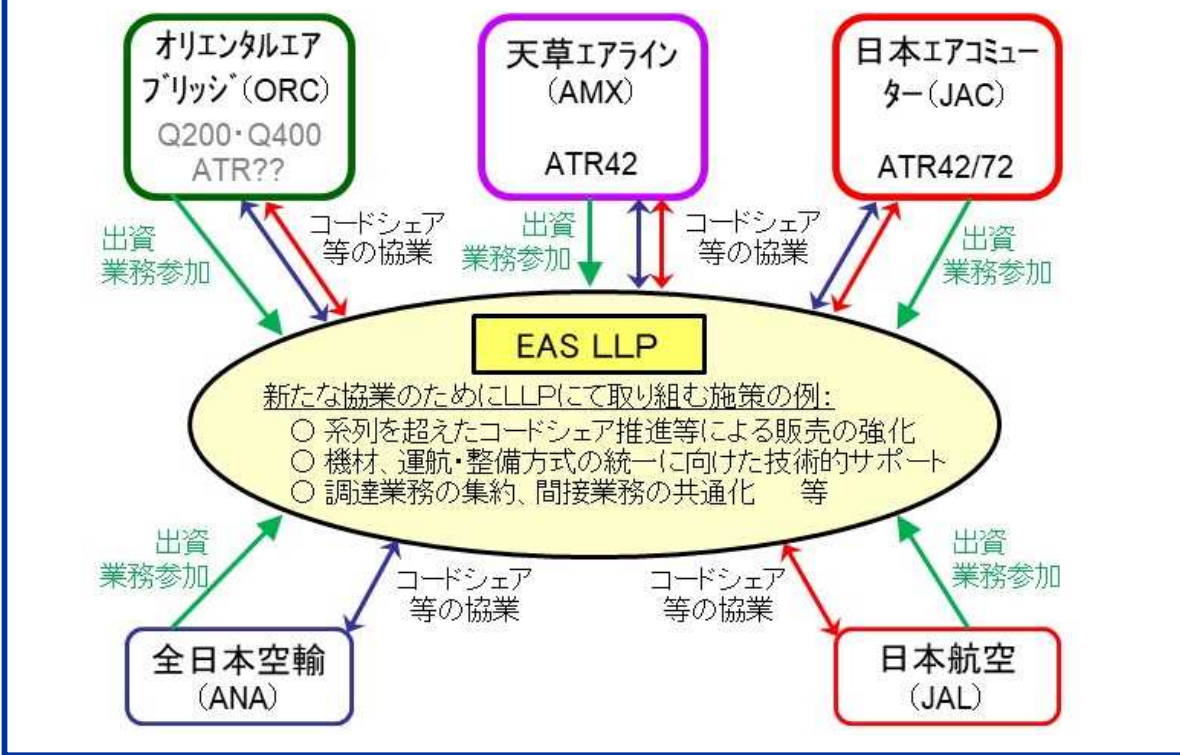 オリエンタルエア
ブリッジ(ORC)
Q200・Q400
ATR??
天草エアライン
(AMX)
ATR42
日本エアコミュー
ター(JAC)
ATR42/72
出資
業務参加
コードシェア
等の協業
出資
業務参加
コードシェア
等の協業
出資
業務参加
EAS LLP
新たな協業のためにLLPにて取り組む施策の例:
○ 系列を超えたコードシェア推進等による販売の強化
○ 機材、運航・整備方式の統一に向けた技術的サポート
○ 調達業務の集約、間接業務の共通化 等
出資
業務参加
コードシェア
等の協業
コードシェア
等の協業
出資
業務参加
全日本空輸
(ANA)
日本航空
(JAL)